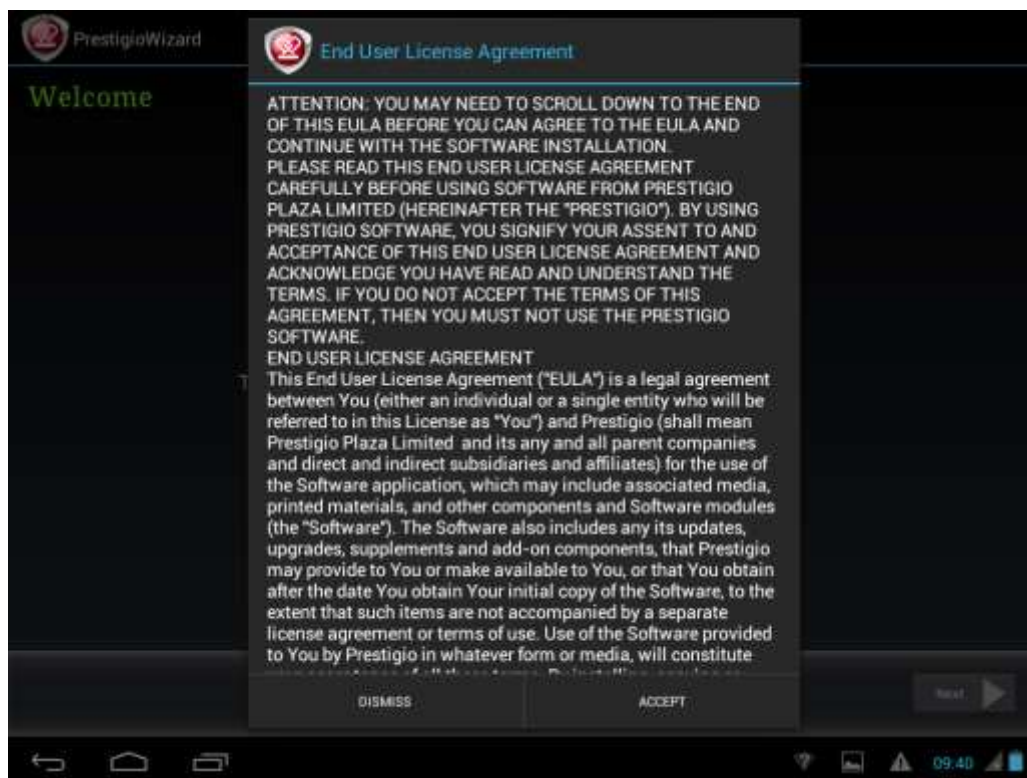 PrestigioWizard
End User License Agreement
Welcome
ATTENTION: YOU MAY NEED TO SCROLL DOWN TO THE END
OF THIS EULA BEFORE YOU CAN AGREE TO THE EULA AND
CONTINUE WITH THE SOFTWARE INSTALLATION.
PLEASE READ THIS END USER LICENSE AGREEMENT
CAREFULLY BEFORE USING SOFTWARE FROM PRESTIGIO
PLAZA LIMITED (HEREINAFTER THE "PRESTIGIO"). BY USING
PRESTIGIO SOFTWARE, YOU SIGNIFY YOUR ASSENT TO AND
ACCEPTANCE OF THIS END USER LICENSE AGREEMENT AND
ACKNOWLEDGE YOU HAVE READ AND UNDERSTAND THE
TERMS. IF YOU DO NOT ACCEPT THE TERMS OF THIS
AGREEMENT, THEN YOU MUST NOT USE THE PRESTIGIO
SOFTWARE.
END USER LICENSE AGREEMENT
This End User License Agreement ("EULA") is a legal agreement
between You (either an individual or a single entity who will be
referred to in this License as "You") and Prestigio (shall mean
Prestigio Plaza Limited and its any and all parent companies
and direct and indirect subsidiaries and affiliates) for the use of
the Software application, which may include associated media,
printed materials, and other components and Software modules
(the "Software"). The Software also includes any its updates,
upgrades, supplements and add-on components, that Prestigio
may provide to You or make available to You, or that You obtain
after the date You obtain Your initial copy of the Software, to the
extent that such items are not accompanied by a separate
license agreement or terms of use. Use of the Software provided
to You by Prestigio in whatever form or media, will constitute
DISMISS
ACCEPT
Next
09:40